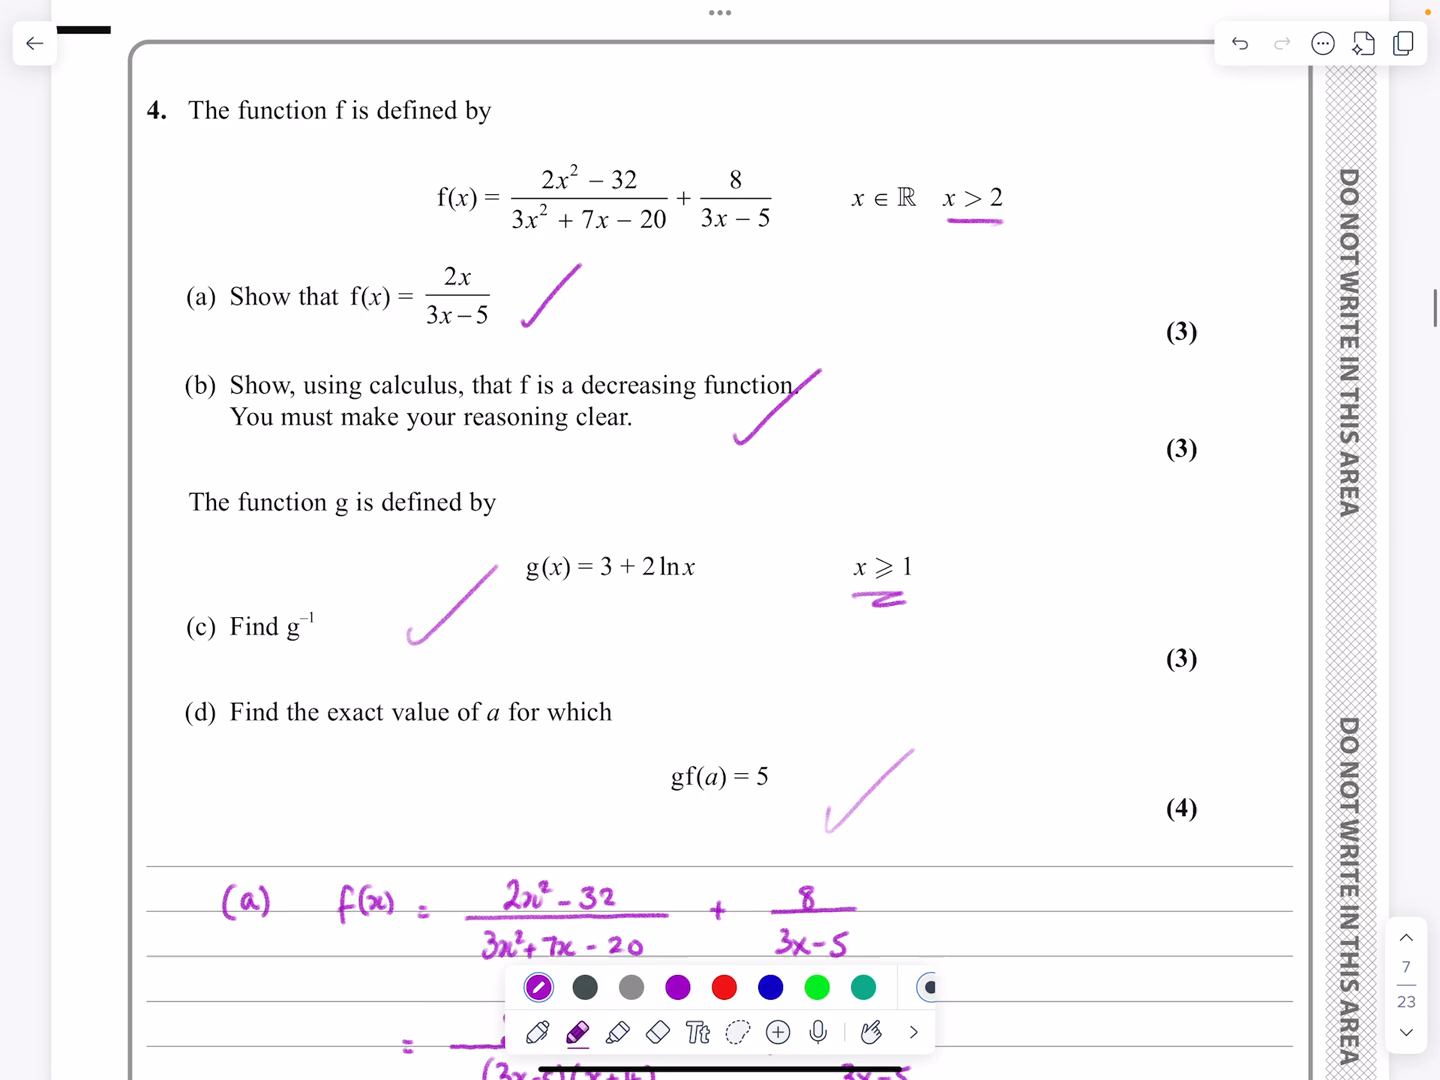 4. The function f is defined by
f(x) = (2x² − 32)/(3x² + 7x − 20) + 8/(3x − 5)    x ∈ ℝ    x > 2
(a) Show that f(x) = 2x/(3x − 5)
(3)
(b) Show, using calculus, that f is a decreasing function.
You must make your reasoning clear.
(3)
The function g is defined by
g(x) = 3 + 2 ln x    x ⩾ 1
(c) Find g⁻¹
(3)
(d) Find the exact value of a for which
gf(a) = 5
(4)
(a) f(x) = (2x² − 32)/(3x² + 7x − 20) + 8/(3x − 5)
=
DO NOT WRITE IN THIS AREA
DO NOT WRITE IN THIS AREA
7
23
Tt